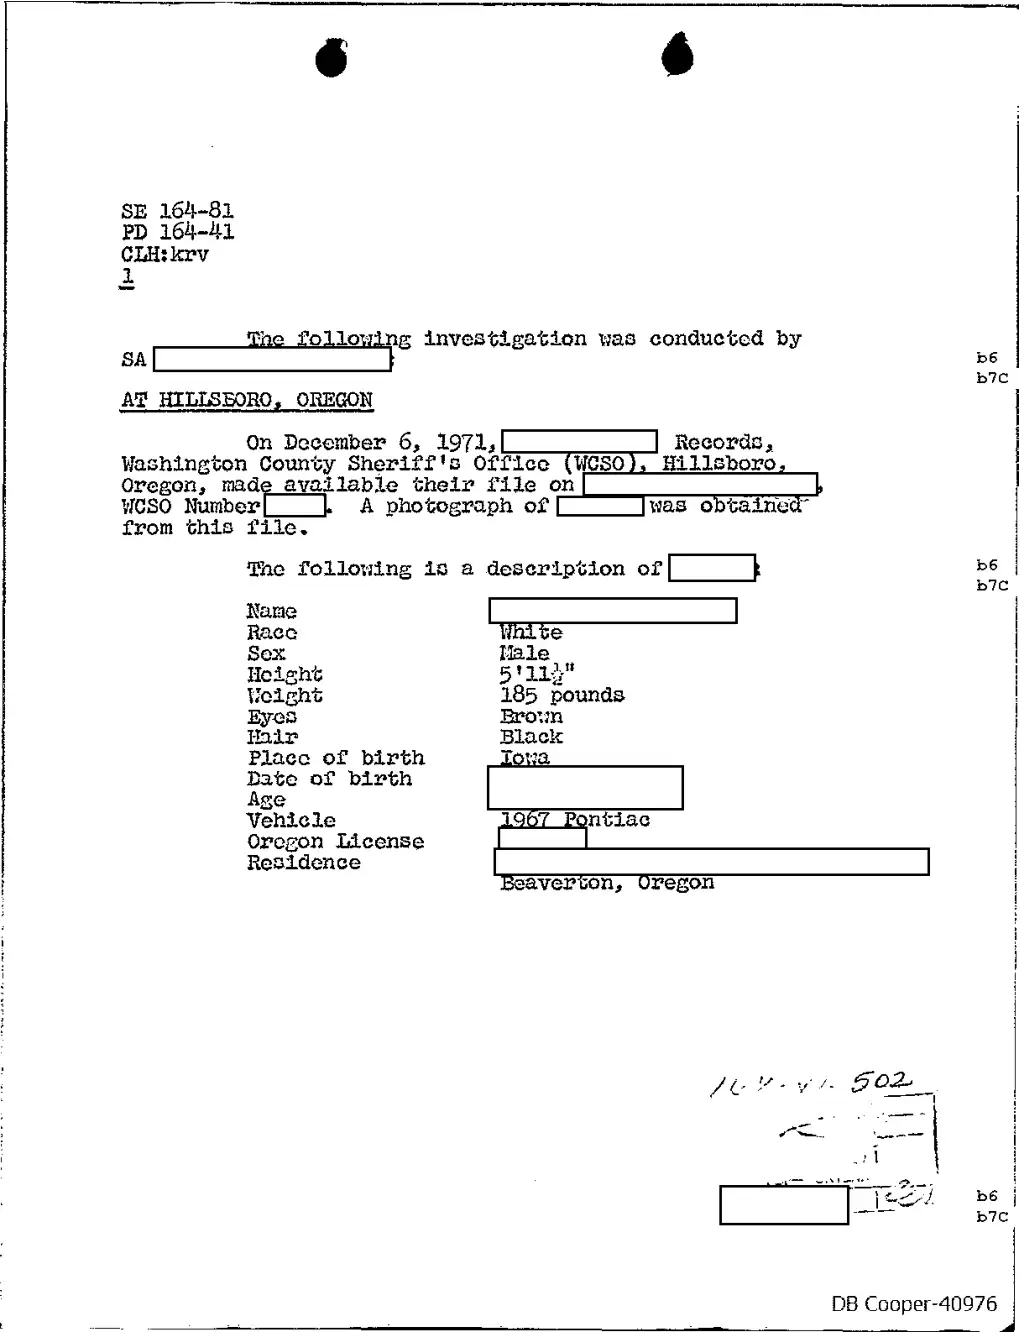 SE 164-81
PD 164-41
CLH:krv
1
The following investigation was conducted by
SA :
b6
b7C
AT HILLSBORO, OREGON
On December 6, 1971, Records,
Washington County Sheriff's Office (WCSO), Hillsboro,
Oregon, made available their file on ,
WCSO Number . A photograph of was obtained
from this file.
The following is a description of :
b6
b7C
Name
Race White
Sex Male
Height 5'11½"
Weight 185 pounds
Eyes Brown
Hair Black
Place of birth Iowa
Date of birth
Age
Vehicle 1967 Pontiac
Oregon License
Residence
Beaverton, Oregon
502
b6
b7C
DB Cooper-40976